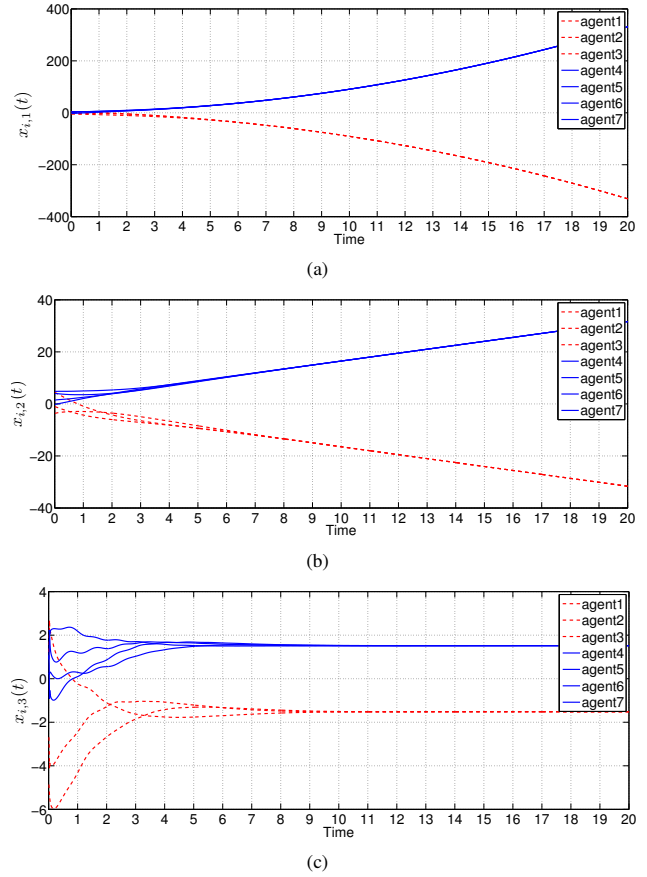 400
200
0
−200
−400
x_{i,1}(t)
0 1 2 3 4 5 6 7 8 9 10 11 12 13 14 15 16 17 18 19 20
Time
agent1
agent2
agent3
agent4
agent5
agent6
agent7
(a)
40
20
0
−20
−40
x_{i,2}(t)
0 1 2 3 4 5 6 7 8 9 10 11 12 13 14 15 16 17 18 19 20
Time
agent1
agent2
agent3
agent4
agent5
agent6
agent7
(b)
4
2
0
−2
−4
−6
x_{i,3}(t)
0 1 2 3 4 5 6 7 8 9 10 11 12 13 14 15 16 17 18 19 20
Time
agent1
agent2
agent3
agent4
agent5
agent6
agent7
(c)